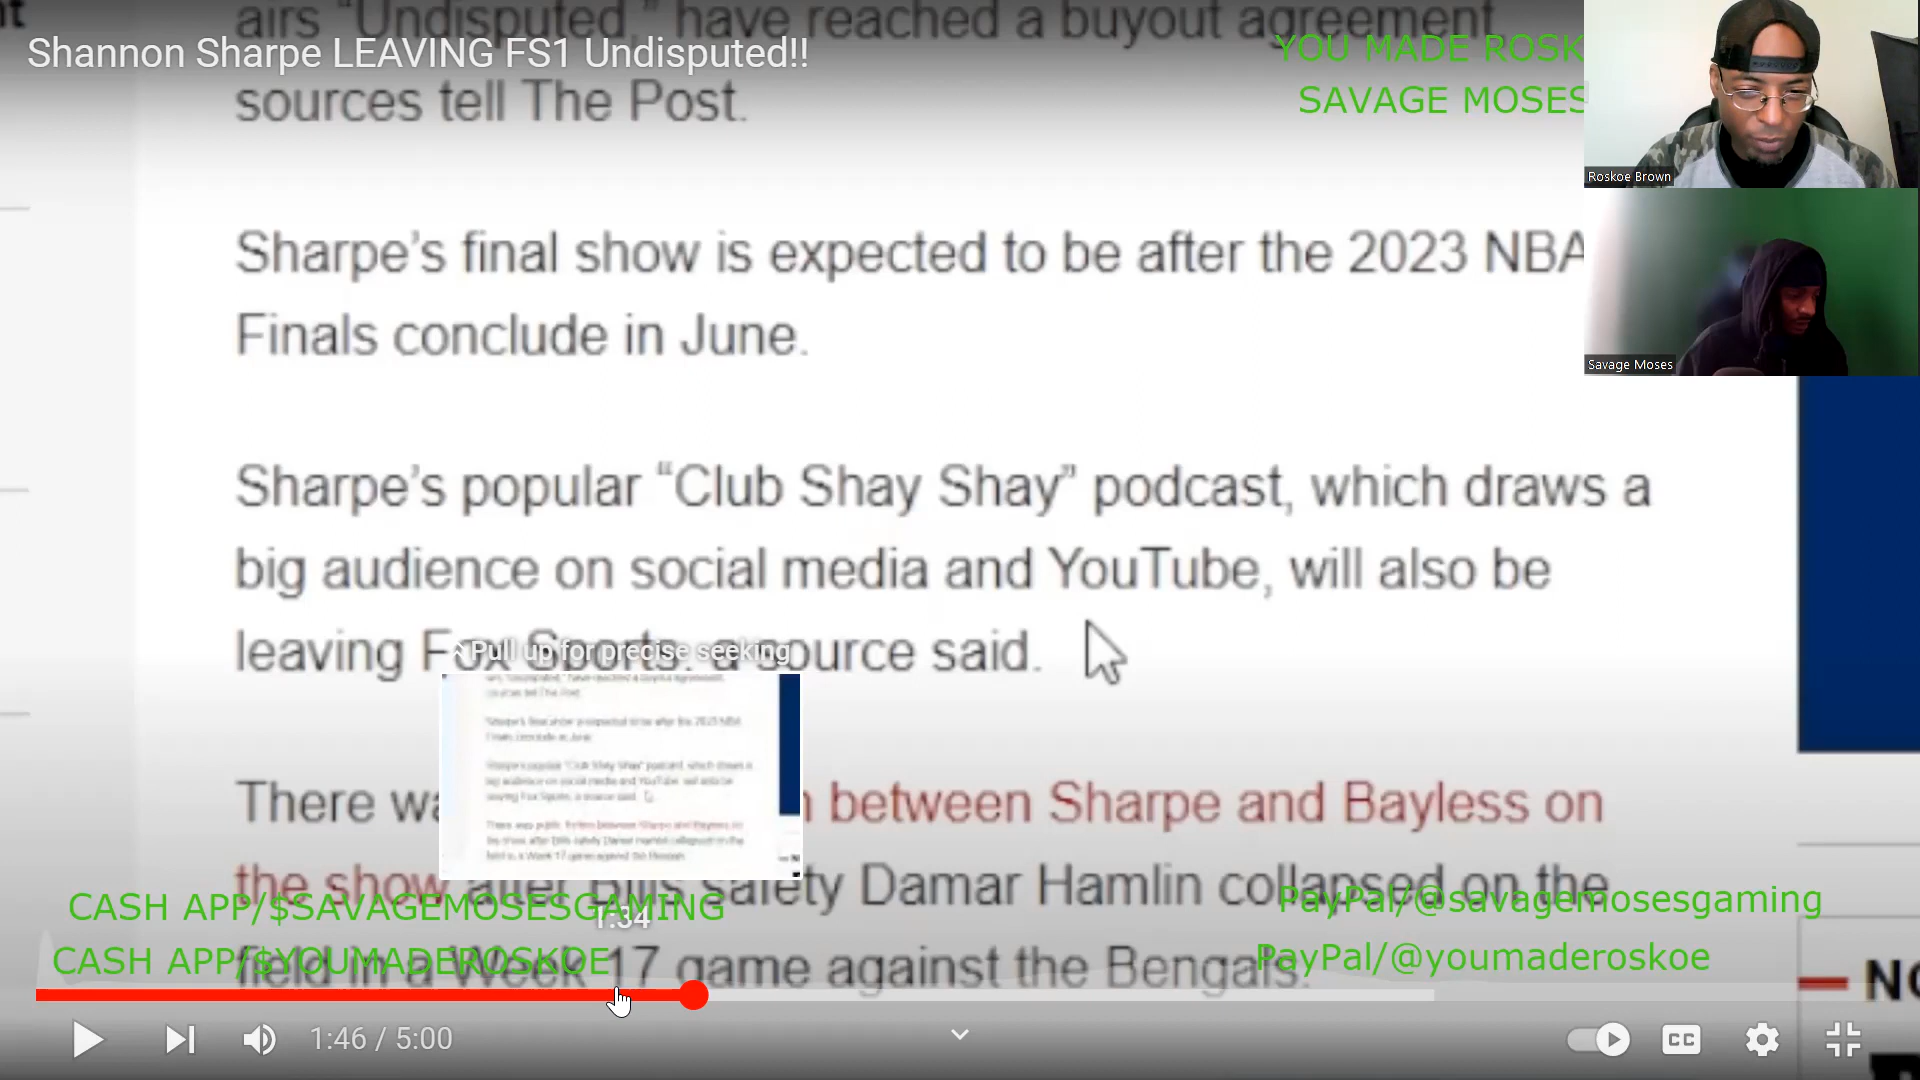 airs “Undisputed,” have reached a buyout agreement,
Shannon Sharpe LEAVING FS1 Undisputed!!
YOU MADE ROSK
sources tell The Post.
SAVAGE MOSES
Roskoe Brown
Sharpe’s final show is expected to be after the 2023 NBA
Finals conclude in June.
Savage Moses
Sharpe’s popular “Club Shay Shay” podcast, which draws a
big audience on social media and YouTube, will also be
leaving Fox Sports, a source said.
Pull up for precise seeking
There wa
between Sharpe and Bayless on
the show after Bills safety Damar Hamlin collapsed on the
CASH APP/$SAVAGEMOSESGAMING
PayPal/@savagemosesgaming
1:34
field in a Week 17 game against the Bengals.
CASH APP/$YOUMADEROSKOE
PayPal/@youmaderoskoe
1:46 / 5:00
CC